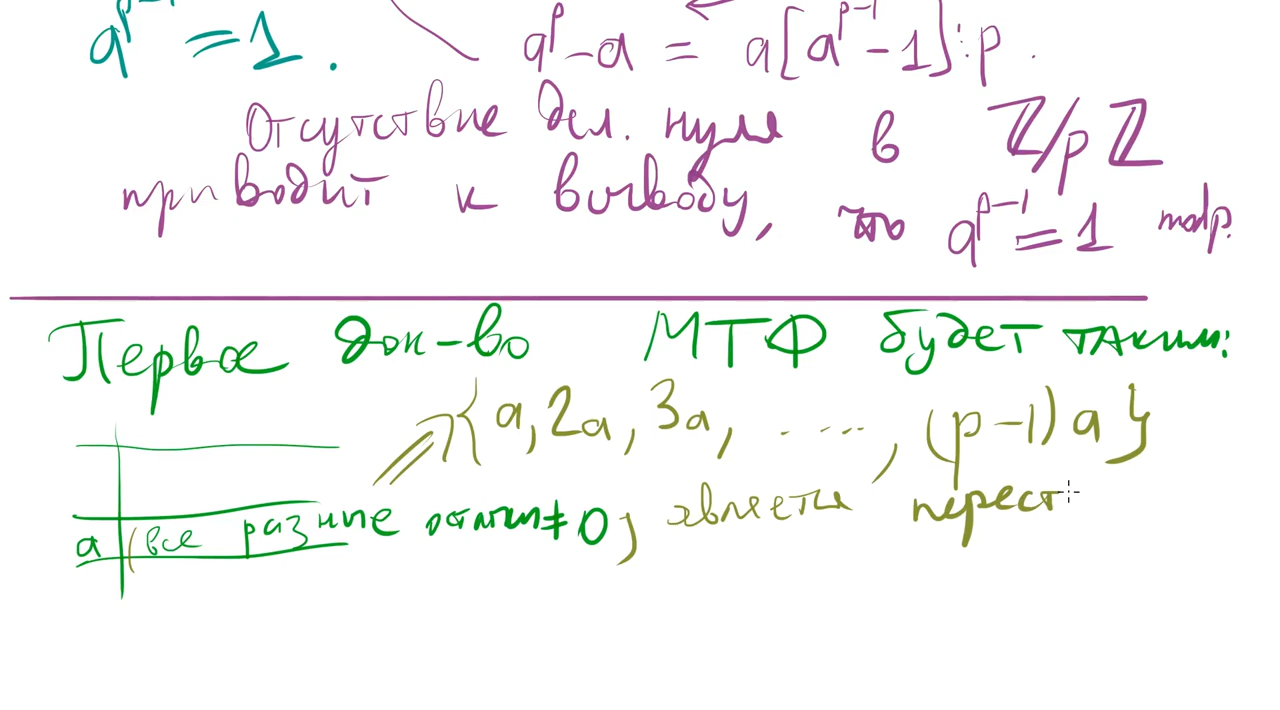 a^{p-1} = 1.
a^p - a = a[a^{p-1} - 1] ⋮ p.
Отсутствие дел. нуля в ℤ/pℤ
приводит к выводу, что a^{p-1} = 1 mod p.
Первое док-во МТФ будет таким:
{a, 2a, 3a, ....., (p-1)a}
является перест
a (все разные остатки ≠ 0)